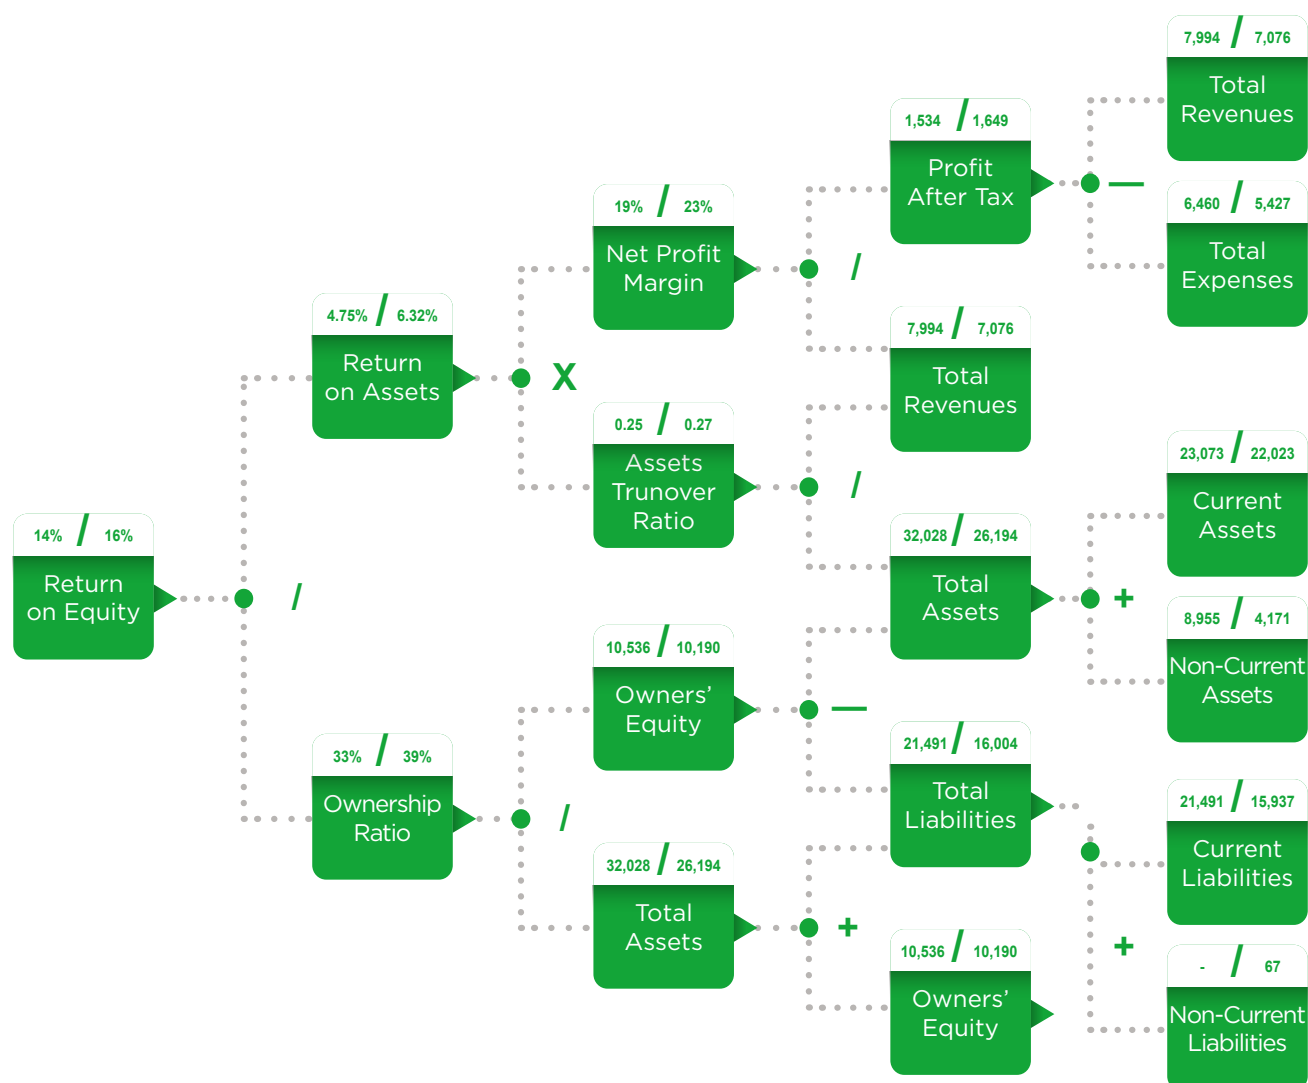 7,994 / 7,076
Total
Revenues
1,534 / 1,649
Profit
After Tax
—
6,460 / 5,427
Total
Expenses
19% / 23%
Net Profit
Margin
/
7,994 / 7,076
Total
Revenues
4.75% / 6.32%
Return
on Assets
X
0.25 / 0.27
Assets
Trunover
Ratio
/
23,073 / 22,023
Current
Assets
14% / 16%
Return
on Equity
/
32,028 / 26,194
Total
Assets
+
8,955 / 4,171
Non-Current
Assets
10,536 / 10,190
Owners’
Equity
—
33% / 39%
Ownership
Ratio
/
21,491 / 16,004
Total
Liabilities
21,491 / 15,937
Current
Liabilities
32,028 / 26,194
Total
Assets
+
10,536 / 10,190
Owners’
Equity
+
- / 67
Non-Current
Liabilities